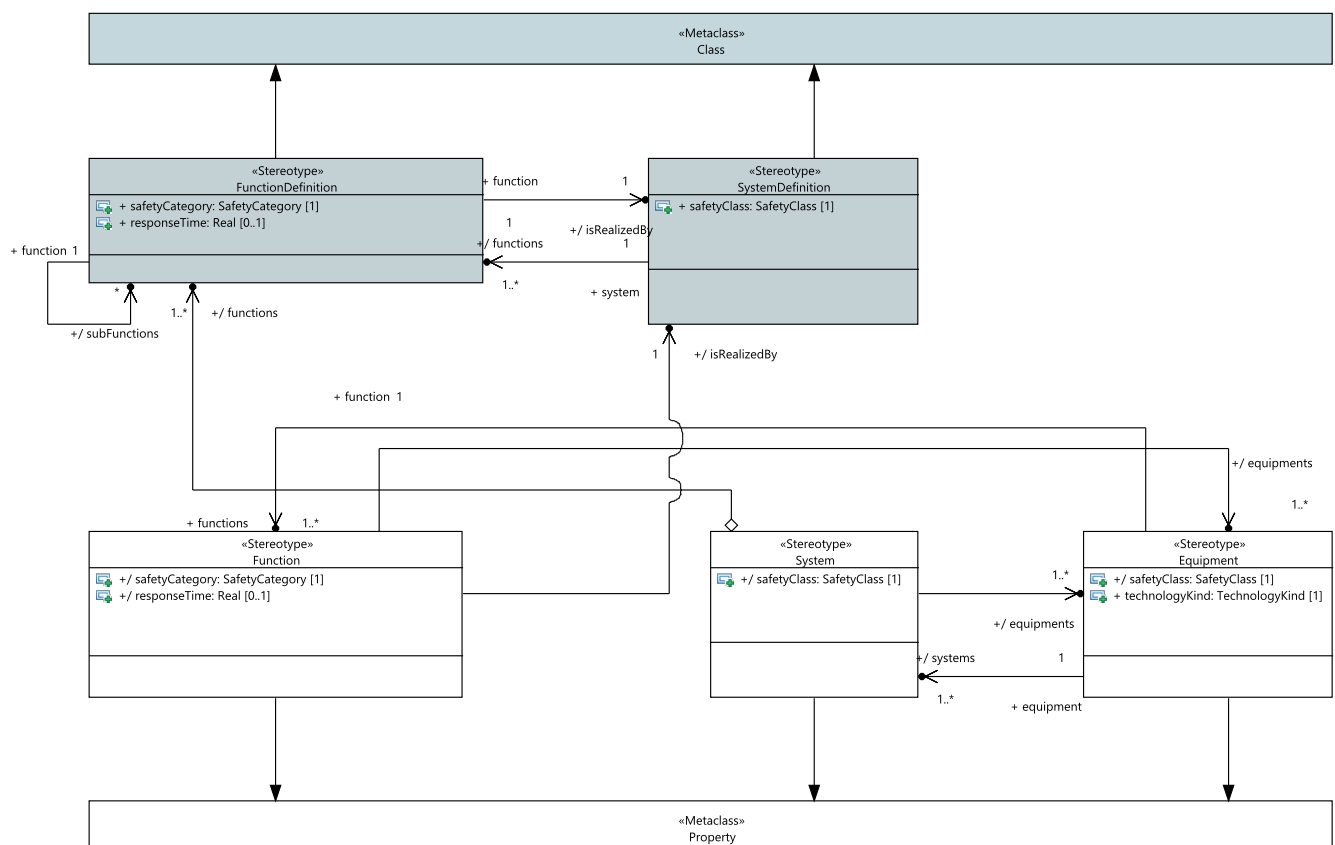 «Metaclass»
Class
«Stereotype»
FunctionDefinition
+ safetyCategory: SafetyCategory [1]
+ responseTime: Real [0..1]
«Stereotype»
SystemDefinition
+ safetyClass: SafetyClass [1]
+ function
1
1
+/ isRealizedBy
+/ functions
1
1..*
+ system
+ function 1
*
+/ subFunctions
1..*
+/ functions
1
+/ isRealizedBy
+ function 1
+/ equipments
1..*
+ functions
1..*
«Stereotype»
Function
+/ safetyCategory: SafetyCategory [1]
+/ responseTime: Real [0..1]
«Stereotype»
System
+/ safetyClass: SafetyClass [1]
«Stereotype»
Equipment
+/ safetyClass: SafetyClass [1]
+ technologyKind: TechnologyKind [1]
1..*
+/ equipments
+/ systems
1
1..*
+ equipment
«Metaclass»
Property